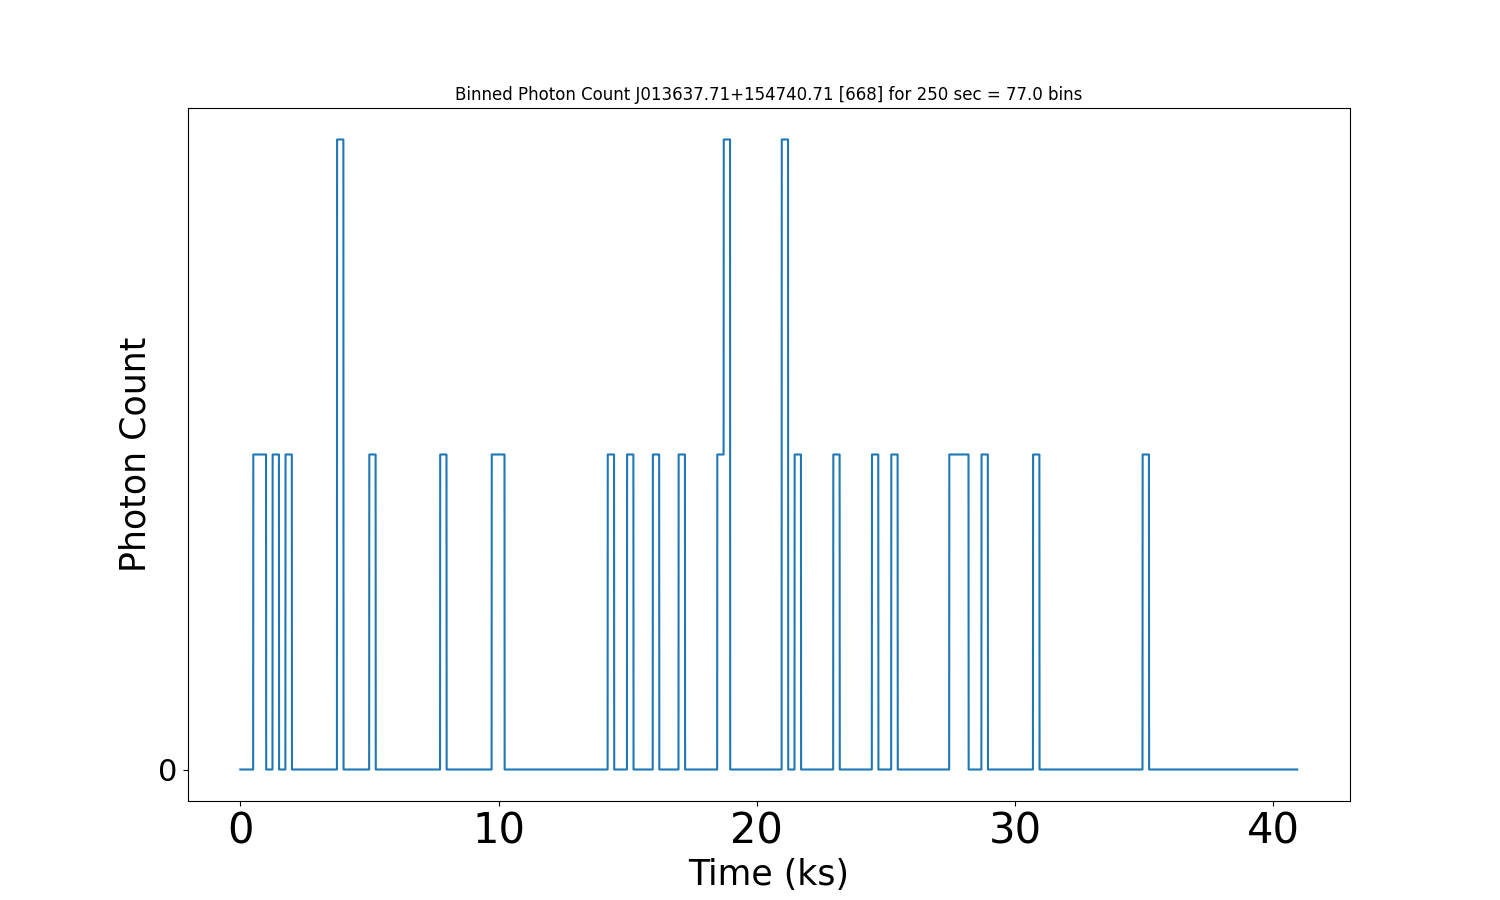 Binned Photon Count J013637.71+154740.71 [668] for 250 sec = 77.0 bins
Photon Count
0
0 10 20 30 40
Time (ks)